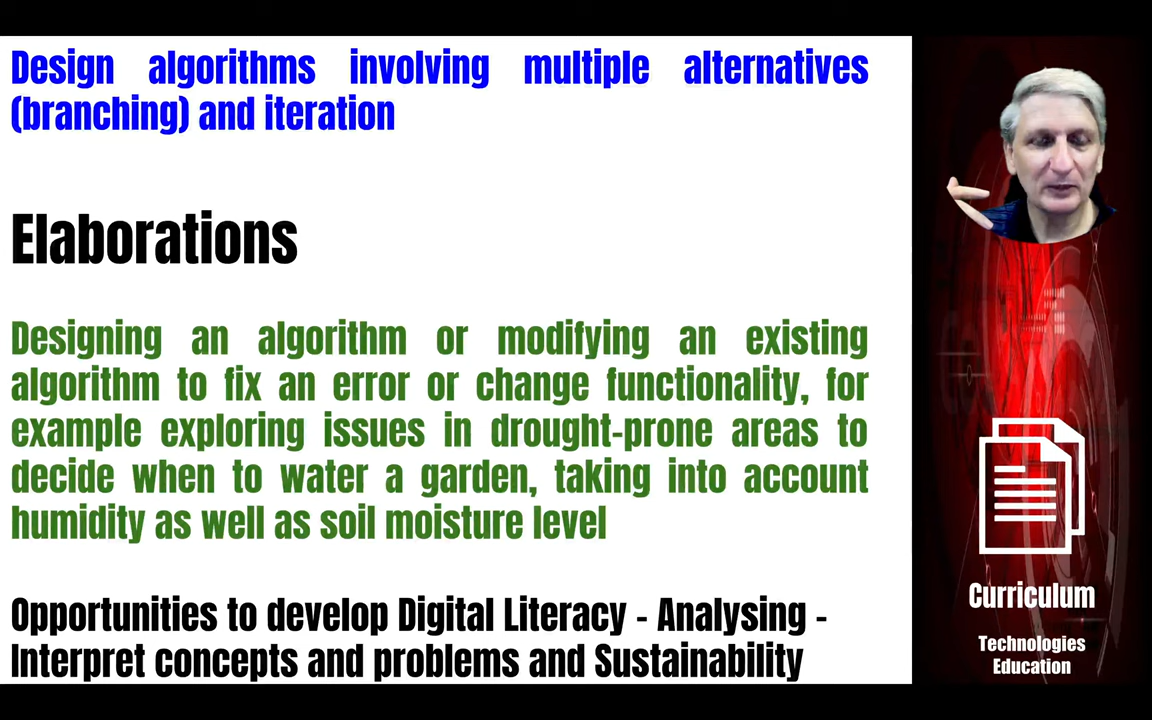 Design algorithms involving multiple alternatives
(branching) and iteration
Elaborations
Designing an algorithm or modifying an existing
algorithm to fix an error or change functionality, for
example exploring issues in drought-prone areas to
decide when to water a garden, taking into account
humidity as well as soil moisture level
Opportunities to develop Digital Literacy - Analysing -
Interpret concepts and problems and Sustainability
Curriculum
Technologies
Education